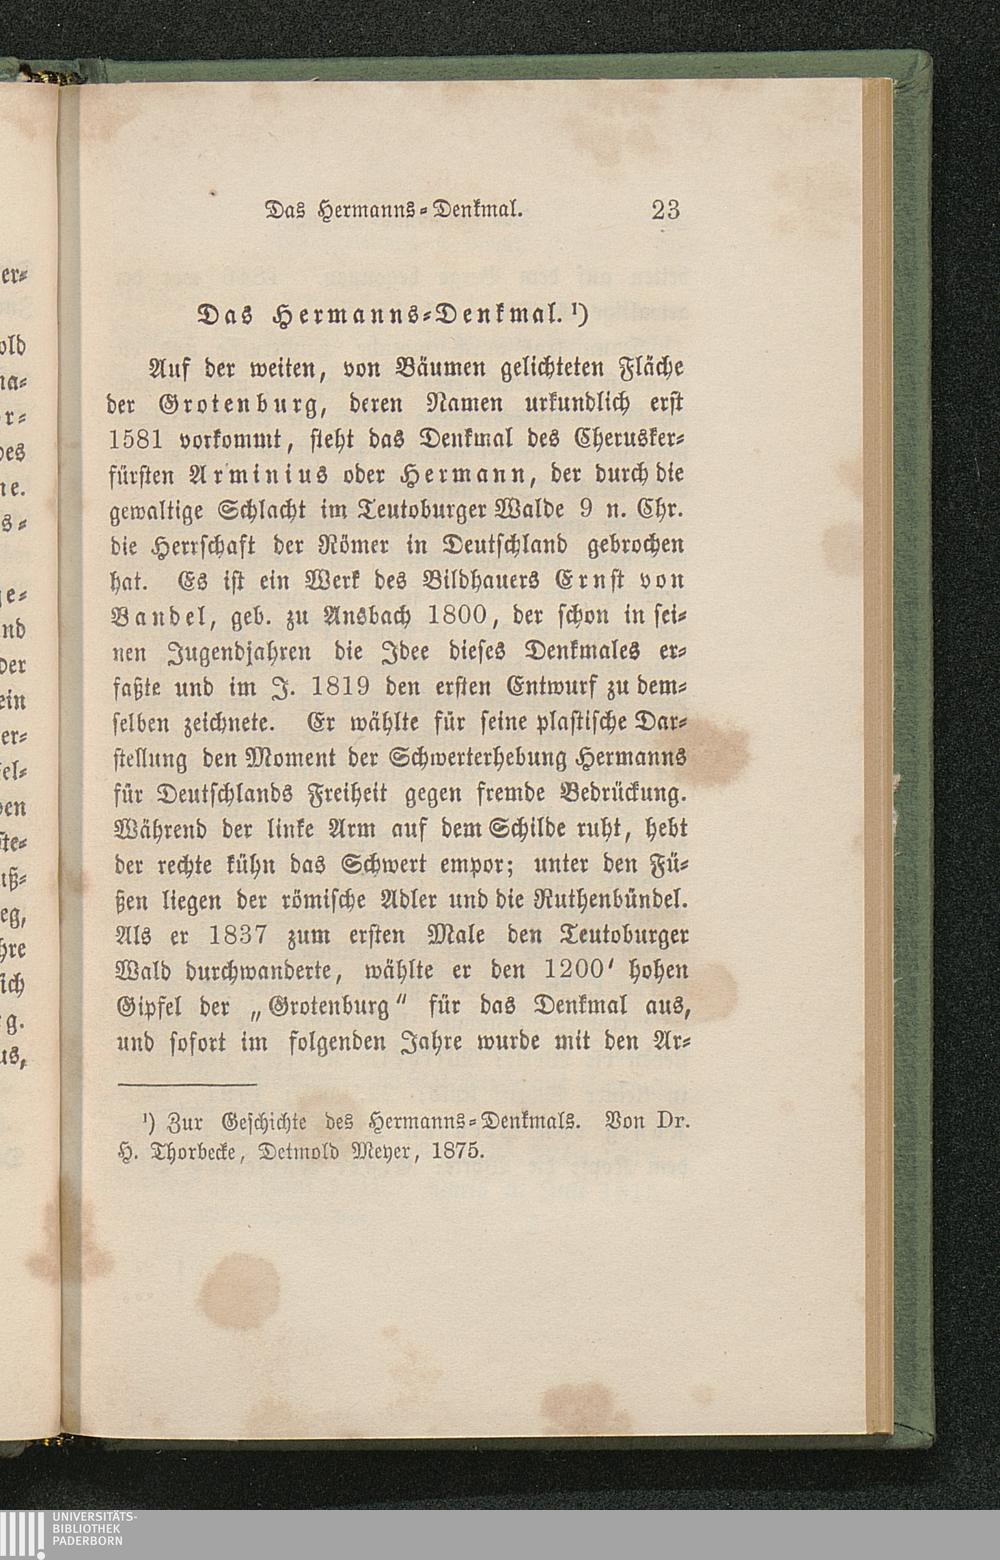 Das Hermanns-Denkmal. 23
Das Hermanns-Denkmal. ¹)
Auf der weiten, von Bäumen gelichteten Fläche
der Grotenburg, deren Namen urkundlich erst
1581 vorkommt, steht das Denkmal des Cherusker-
fürsten Arminius oder Hermann, der durch die
gewaltige Schlacht im Teutoburger Walde 9 n. Chr.
die Herrschaft der Römer in Deutschland gebrochen
hat. Es ist ein Werk des Bildhauers Ernst von
Bandel, geb. zu Ansbach 1800, der schon in sei-
nen Jugendjahren die Idee dieses Denkmales er-
faßte und im J. 1819 den ersten Entwurf zu dem-
selben zeichnete. Er wählte für seine plastische Dar-
stellung den Moment der Schwerterhebung Hermanns
für Deutschlands Freiheit gegen fremde Bedrückung.
Während der linke Arm auf dem Schilde ruht, hebt
der rechte kühn das Schwert empor; unter den Fü-
ßen liegen der römische Adler und die Ruthenbündel.
Als er 1837 zum ersten Male den Teutoburger
Wald durchwanderte, wählte er den 1200' hohen
Gipfel der „Grotenburg" für das Denkmal aus,
und sofort im folgenden Jahre wurde mit den Ar-
¹) Zur Geschichte des Hermanns-Denkmals. Von Dr.
H. Thorbecke, Detmold Meyer, 1875.
UNIVERSITÄTS-
BIBLIOTHEK
PADERBORN